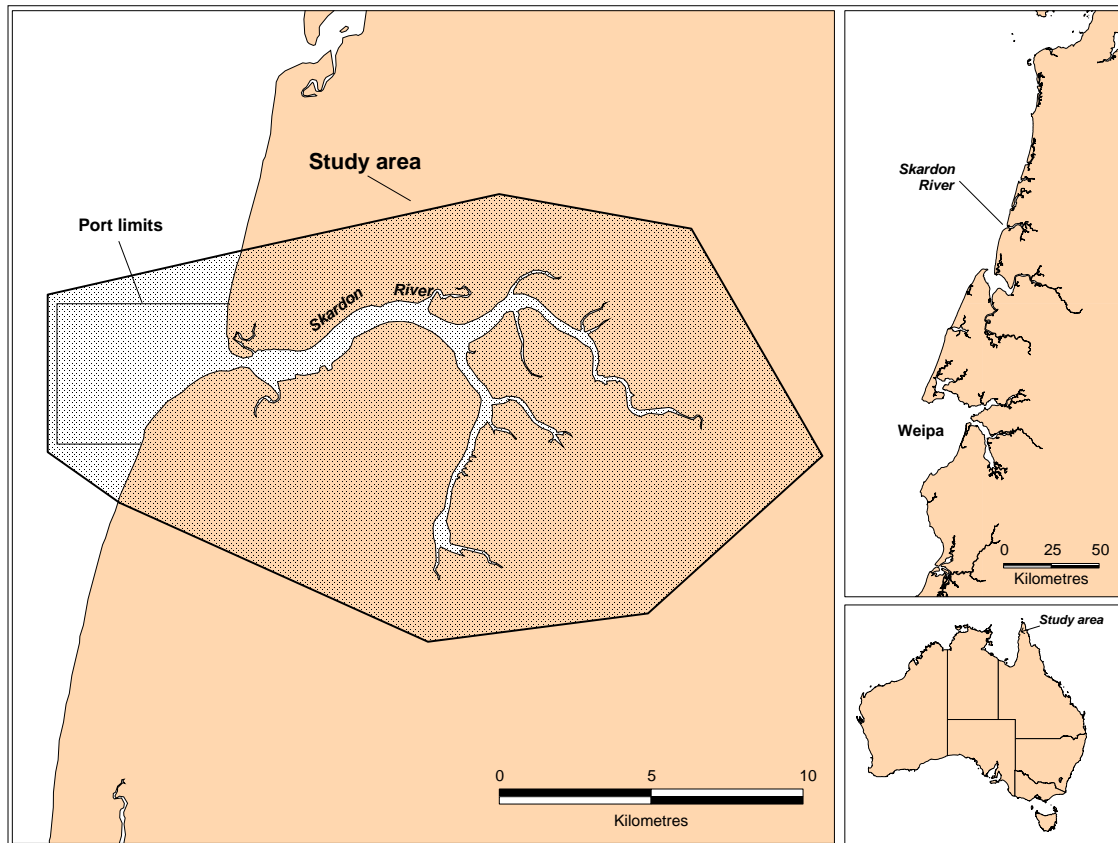 Study area
Port limits
Skardon River
0 5 10
Kilometres
Skardon
River
Weipa
0 25 50
Kilometres
Study area